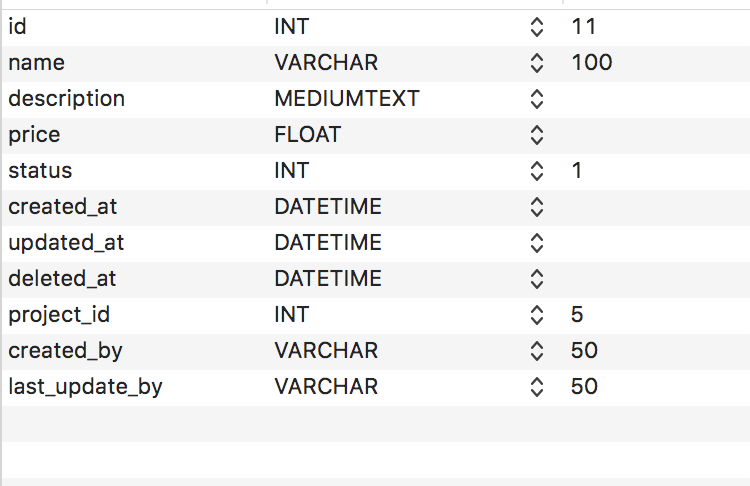 id INT 11
name VARCHAR 100
description MEDIUMTEXT
price FLOAT
status INT 1
created_at DATETIME
updated_at DATETIME
deleted_at DATETIME
project_id INT 5
created_by VARCHAR 50
last_update_by VARCHAR 50